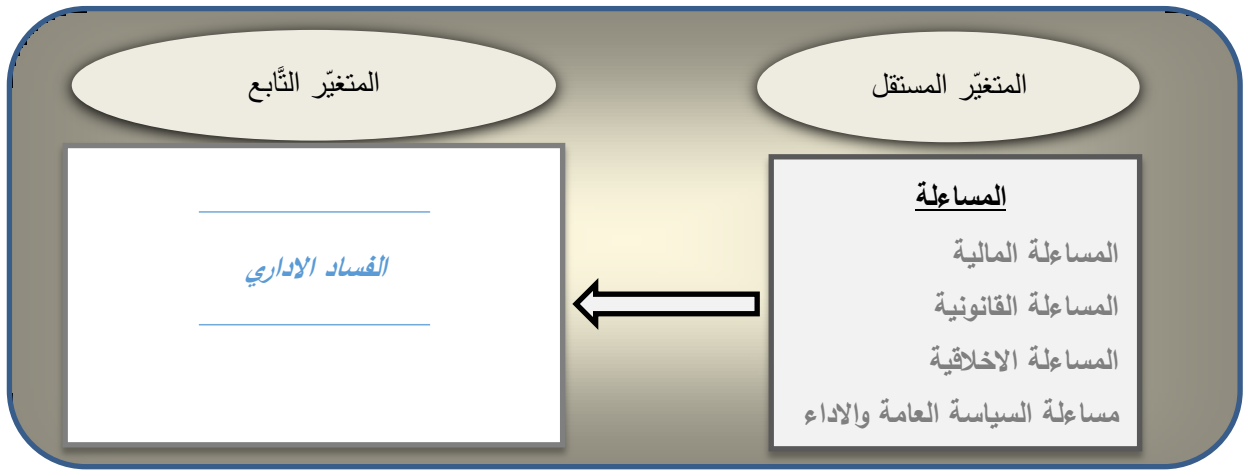 المتغيّر المستقل
المتغيّر التَّابع
المساءلة
المساءلة المالية
المساءلة القانونية
المساءلة الاخلاقية
مساءلة السياسة العامة والاداء
الفساد الاداري